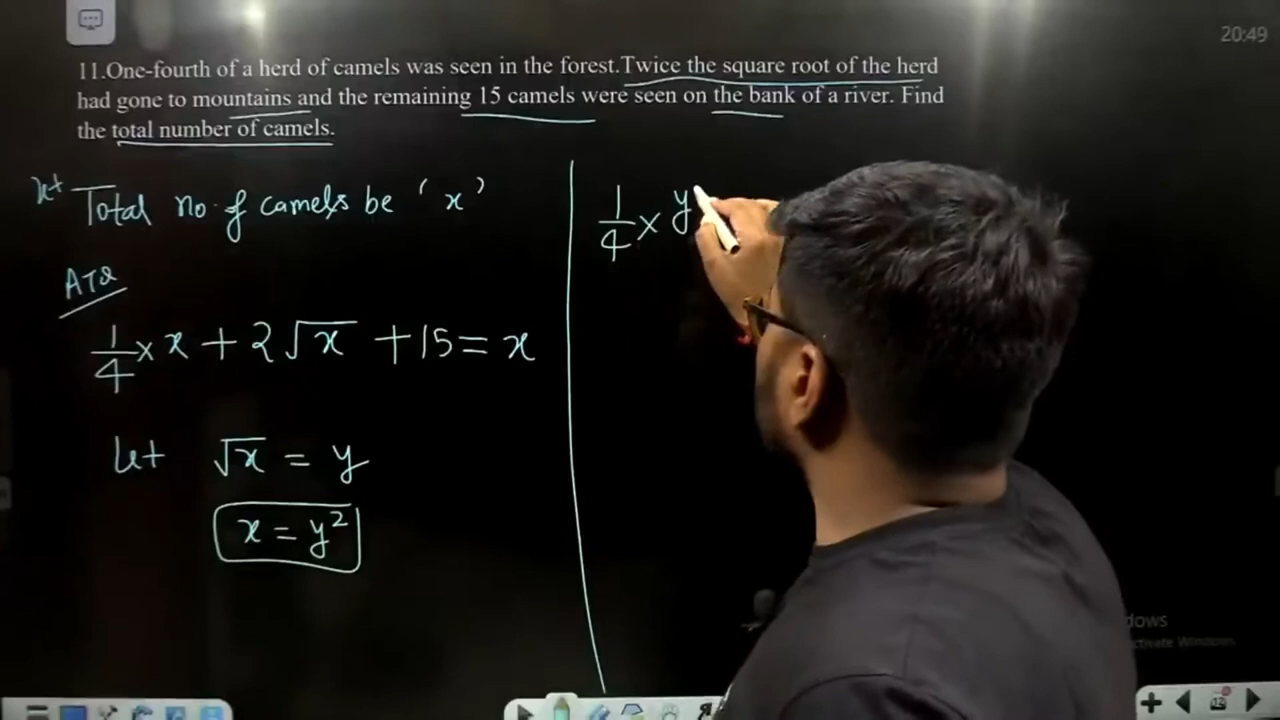 20:49
11.One-fourth of a herd of camels was seen in the forest.Twice the square root of the herd
had gone to mountains and the remaining 15 camels were seen on the bank of a river. Find
the total number of camels.
Let Total no. of camels be 'x'
ATQ
1/4 × x + 2√x + 15 = x
Let √x = y
x = y²
1/4 × y
dows
ctivate Windows